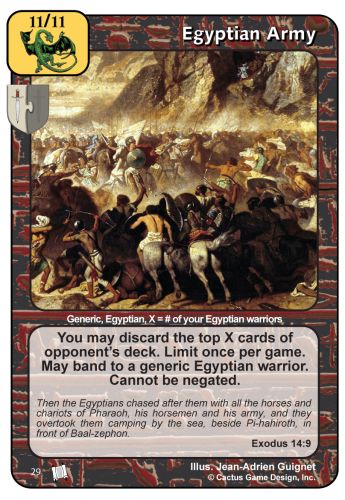 11/11
Egyptian Army
Generic, Egyptian, X = # of your Egyptian warriors
You may discard the top X cards of
opponent's deck. Limit once per game.
May band to a generic Egyptian warrior.
Cannot be negated.
Then the Egyptians chased after them with all the horses and
chariots of Pharaoh, his horsemen and his army, and they
overtook them camping by the sea, beside Pi-hahiroth, in
front of Baal-zephon.
Exodus 14:9
29
Illus. Jean-Adrien Guignet
© Cactus Game Design, Inc.